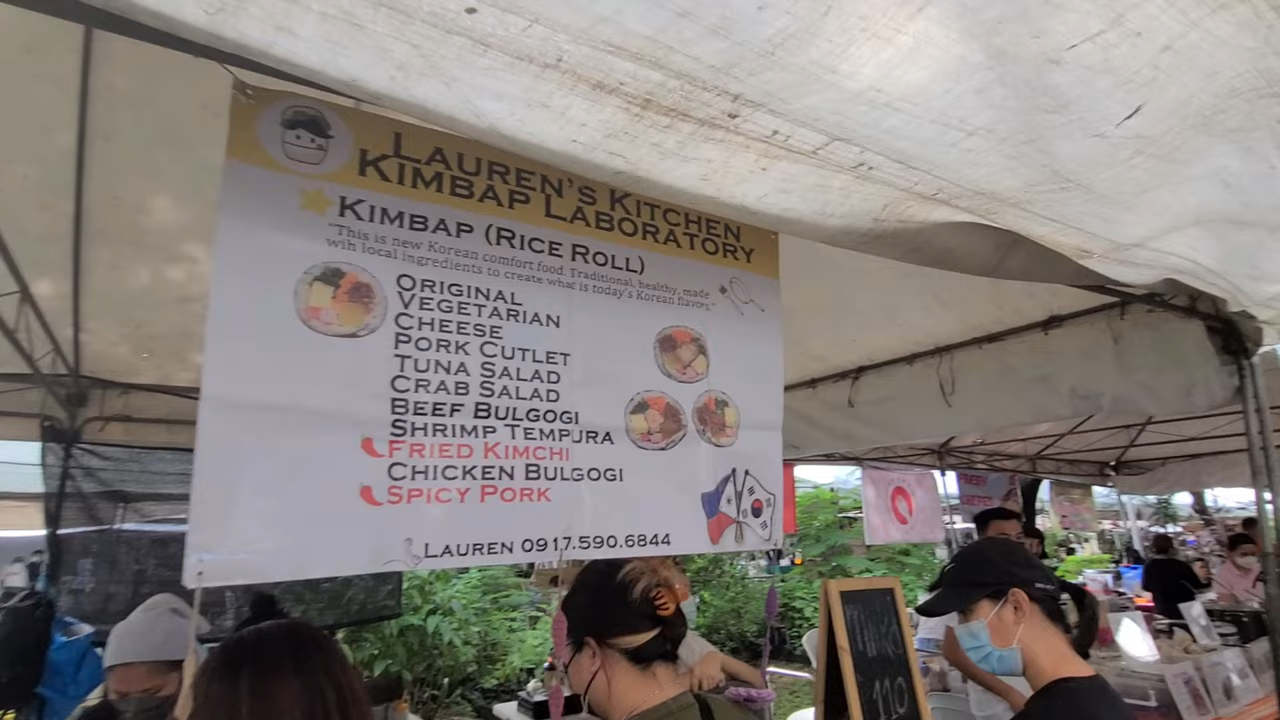 LAUREN'S KITCHEN
KIMBAP LABORATORY
KIMBAP (RICE ROLL)
"This is new Korean comfort food. Traditional, healthy, made
wih local ingredients to create what is today's Korean flavors."
ORIGINAL
VEGETARIAN
CHEESE
PORK CUTLET
TUNA SALAD
CRAB SALAD
BEEF BULGOGI
SHRIMP TEMPURA
FRIED KIMCHI
CHICKEN BULGOGI
SPICY PORK
LAUREN 0917.590.6844
110